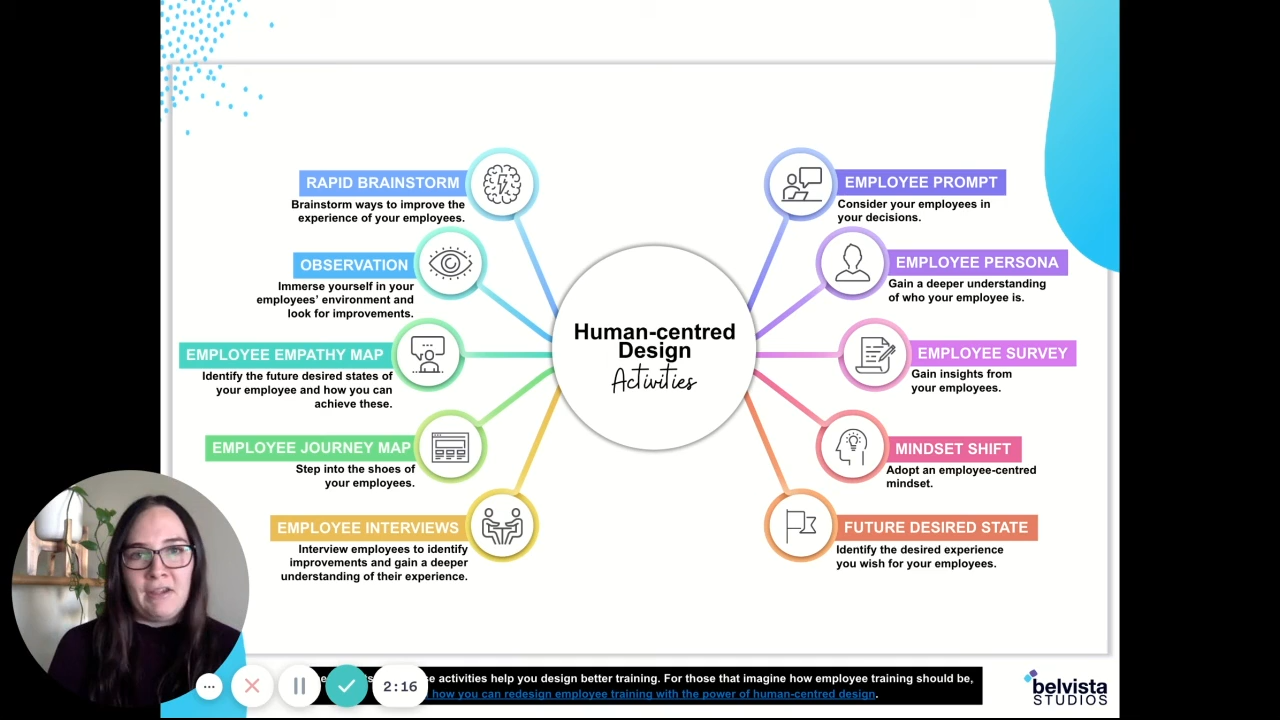 Human-centred
Design
Activities
RAPID BRAINSTORM
Brainstorm ways to improve the
experience of your employees.
OBSERVATION
Immerse yourself in your
employees' environment and
look for improvements.
EMPLOYEE EMPATHY MAP
Identify the future desired states of
your employee and how you can
achieve these.
EMPLOYEE JOURNEY MAP
Step into the shoes of
your employees.
EMPLOYEE INTERVIEWS
Interview employees to identify
improvements and gain a deeper
understanding of their experience.
EMPLOYEE PROMPT
Consider your employees in
your decisions.
EMPLOYEE PERSONA
Gain a deeper understanding
of who your employee is.
EMPLOYEE SURVEY
Gain insights from
your employees.
MINDSET SHIFT
Adopt an employee-centred
mindset.
FUTURE DESIRED STATE
Identify the desired experience
you wish for your employees.
2:16
activities help you design better training. For those that imagine how employee training should be,
how you can redesign employee training with the power of human-centred design.
belvista
STUDIOS